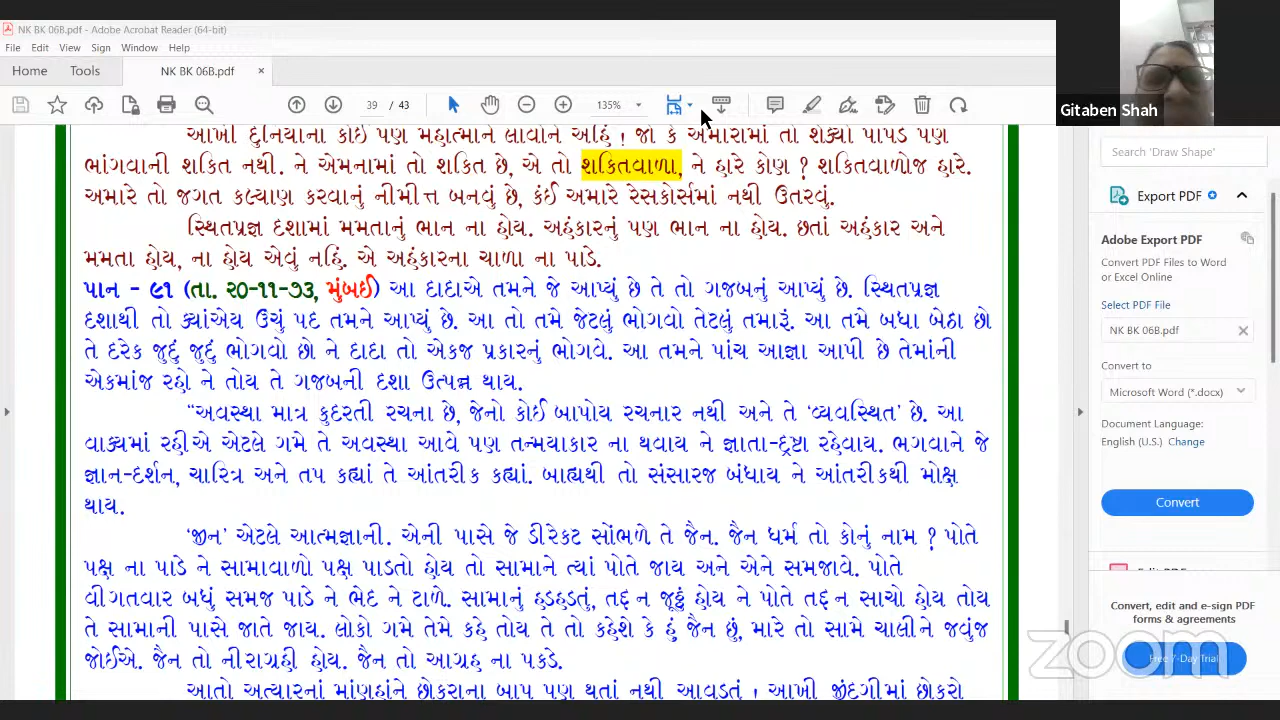 NK BK 06B.pdf - Adobe Acrobat Reader (64-bit)
File Edit View Sign Window Help
Home Tools NK BK 06B.pdf ×
39 / 43 135%
Gitaben Shah
આખી દુનિયાના કોઈ પણ મહાત્માને લાવોને અહિં ! જો કે અમારામાં તો શેક્યો પાપડ પણ
ભાંગવાની શકિત નથી. ને એમનામાં તો શકિત છે, એ તો શકિતવાળા, ને હારે કોણ ? શકિતવાળોજ હારે.
અમારે તો જગત કલ્યાણ કરવાનું નીમીત્ત બનવું છે, કંઈ અમારે રેસકોર્સમાં નથી ઉતરવું.
સ્થિતપ્રજ્ઞ દશામાં મમતાનું ભાન ના હોય. અહંકારનું પણ ભાન ના હોય. છતાં અહંકાર અને
મમતા હોય, ના હોય એવું નહિં. એ અહંકારના ચાળા ના પાડે.
પાન - ૯૧ (તા. ૨૦-૧૧-૭૩, મુંબઈ) આ દાદાએ તમને જે આપ્યું છે તે તો ગજબનું આપ્યું છે. સ્થિતપ્રજ્ઞ
દશાથી તો ક્યાંએય ઉચું પદ તમને આપ્યું છે. આ તો તમે જેટલું ભોગવો તેટલું તમારૂં. આ તમે બધા બેઠા છો
તે દરેક જુદું જુદું ભોગવો છો ને દાદા તો એકજ પ્રકારનું ભોગવે. આ તમને પાંચ આજ્ઞા આપી છે તેમાંની
એકમાંજ રહો ને તોય તે ગજબની દશા ઉત્પન્ન થાય.
“અવસ્થા માત્ર કુદરતી રચના છે, જેનો કોઈ બાપોય રચનાર નથી અને તે ‘વ્યવસ્થિત’ છે. આ
વાક્યમાં રહીએ એટલે ગમે તે અવસ્થા આવે પણ તન્મયાકાર ના થવાય ને જ્ઞાતા-દ્રષ્ટા રહેવાય. ભગવાને જે
જ્ઞાન-દર્શન, ચારિત્ર અને તપ કહ્યાં તે આંતરીક કહ્યાં. બાહ્યથી તો સંસારજ બંધાય ને આંતરીકથી મોક્ષ
થાય.
‘જીન’ એટલે આત્મજ્ઞાની. એની પાસે જે ડીરેકટ સોંભળે તે જૈન. જૈન ધર્મ તો કોનું નામ ? પોતે
પક્ષ ના પાડે ને સામાવાળો પક્ષ પાડતો હોય તો સામાને ત્યાં પોતે જાય અને એને સમજાવે. પોતે
વીગતવાર બધું સમજ પાડે ને ભેદ ને ટાળે. સામાનું હડહડતું, તદ્દન જૂઠ્ઠું હોય ને પોતે તદ્દન સાચો હોય તોય
તે સામાની પાસે જાતે જાય. લોકો ગમે તેમે કહે તોય તે તો કહેશે કે હું જૈન છું, મારે તો સામે ચાલીને જવુંજ
જોઈએ. જૈન તો નીરાગ્રહી હોય. જૈન તો આગ્રહ ના પકડે.
આતો અત્યારનાં માંણહાંને છોકરાના બાપ પણ થતાં નથી આવડતું ! આખી જીંદગીમાં છોકરો
Search 'Draw Shape'
Export PDF
Adobe Export PDF
Convert PDF Files to Word
or Excel Online
Select PDF File
NK BK 06B.pdf ×
Convert to
Microsoft Word (*.docx)
Document Language:
English (U.S.) Change
Convert
Edit PDF
Convert, edit and e-sign PDF
forms & agreements
Free 7-Day Trial
zoom